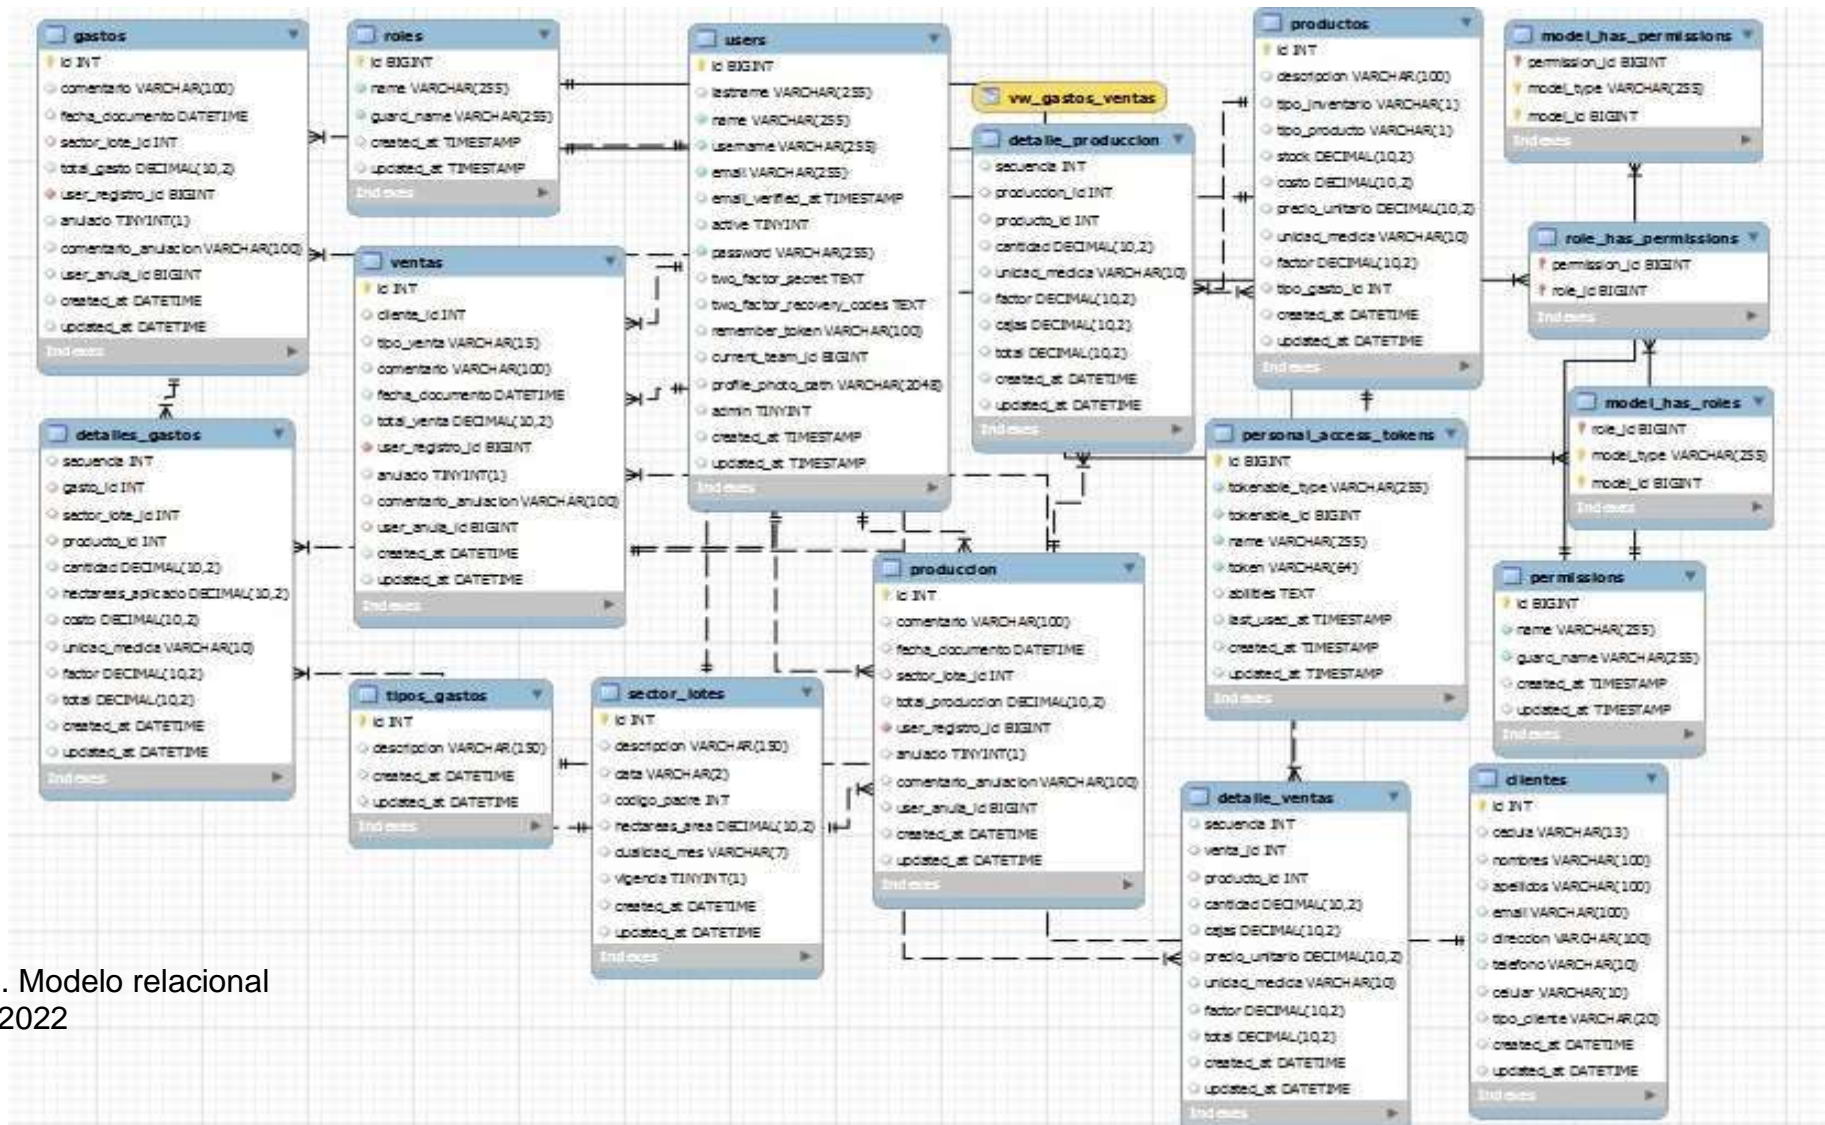 gastos
id INT
comentario VARCHAR(100)
fecha_documento DATETIME
sector_lote_id INT
total_gasto DECIMAL(10,2)
user_registro_id BIGINT
anulado TINYINT(1)
comentario_anulacion VARCHAR(100)
user_anula_id BIGINT
created_at DATETIME
updated_at DATETIME
Indexes
roles
id BIGINT
name VARCHAR(255)
guard_name VARCHAR(255)
created_at TIMESTAMP
updated_at TIMESTAMP
Indexes
users
id BIGINT
lastname VARCHAR(255)
name VARCHAR(255)
username VARCHAR(255)
email VARCHAR(255)
email_verified_at TIMESTAMP
active TINYINT
password VARCHAR(255)
two_factor_secret TEXT
two_factor_recovery_codes TEXT
remember_token VARCHAR(100)
current_team_id BIGINT
profile_photo_path VARCHAR(2048)
admin TINYINT
created_at TIMESTAMP
updated_at TIMESTAMP
Indexes
vw_gastos_ventas
detalle_produccion
secuencia INT
produccion_id INT
producto_id INT
cantidad DECIMAL(10,2)
unidad_medida VARCHAR(10)
factor DECIMAL(10,2)
cajas DECIMAL(10,2)
total DECIMAL(10,2)
created_at DATETIME
updated_at DATETIME
Indexes
productos
id INT
descripcion VARCHAR(100)
tipo_inventario VARCHAR(1)
tipo_producto VARCHAR(1)
stock DECIMAL(10,2)
costo DECIMAL(10,2)
precio_unitario DECIMAL(10,2)
unidad_medida VARCHAR(10)
factor DECIMAL(10,2)
tipo_gasto_id INT
created_at DATETIME
updated_at DATETIME
Indexes
model_has_permissions
permission_id BIGINT
model_type VARCHAR(255)
model_id BIGINT
Indexes
role_has_permissions
permission_id BIGINT
role_id BIGINT
Indexes
ventas
id INT
cliente_id INT
tipo_venta VARCHAR(15)
comentario VARCHAR(100)
fecha_documento DATETIME
total_venta DECIMAL(10,2)
user_registro_id BIGINT
anulado TINYINT(1)
comentario_anulacion VARCHAR(100)
user_anula_id BIGINT
created_at DATETIME
updated_at DATETIME
Indexes
detalles_gastos
secuencia INT
gasto_id INT
sector_lote_id INT
producto_id INT
cantidad DECIMAL(10,2)
hectareas_aplicado DECIMAL(10,2)
costo DECIMAL(10,2)
unidad_medida VARCHAR(10)
factor DECIMAL(10,2)
total DECIMAL(10,2)
created_at DATETIME
updated_at DATETIME
Indexes
personal_access_tokens
id BIGINT
tokenable_type VARCHAR(255)
tokenable_id BIGINT
name VARCHAR(255)
token VARCHAR(64)
abilities TEXT
last_used_at TIMESTAMP
created_at TIMESTAMP
updated_at TIMESTAMP
Indexes
model_has_roles
role_id BIGINT
model_type VARCHAR(255)
model_id BIGINT
Indexes
produccion
id INT
comentario VARCHAR(100)
fecha_documento DATETIME
sector_lote_id INT
total_produccion DECIMAL(10,2)
user_registro_id BIGINT
anulado TINYINT(1)
comentario_anulacion VARCHAR(100)
user_anula_id BIGINT
created_at DATETIME
updated_at DATETIME
Indexes
permissions
id BIGINT
name VARCHAR(255)
guard_name VARCHAR(255)
created_at TIMESTAMP
updated_at TIMESTAMP
Indexes
tipos_gastos
id INT
descripcion VARCHAR(150)
created_at DATETIME
updated_at DATETIME
Indexes
sector_lotes
id INT
descripcion VARCHAR(150)
data VARCHAR(2)
codigo_padre INT
hectareas_area DECIMAL(10,2)
dualidad_mes VARCHAR(7)
vigencia TINYINT(1)
created_at DATETIME
updated_at DATETIME
Indexes
detalle_ventas
secuencia INT
venta_id INT
producto_id INT
cantidad DECIMAL(10,2)
cajas DECIMAL(10,2)
precio_unitario DECIMAL(10,2)
unidad_medida VARCHAR(10)
factor DECIMAL(10,2)
total DECIMAL(10,2)
created_at DATETIME
updated_at DATETIME
Indexes
clientes
id INT
cedula VARCHAR(13)
nombres VARCHAR(100)
apellidos VARCHAR(100)
email VARCHAR(100)
direccion VARCHAR(100)
telefono VARCHAR(10)
celular VARCHAR(10)
tipo_cliente VARCHAR(20)
created_at DATETIME
updated_at DATETIME
Indexes
. Modelo relacional
2022